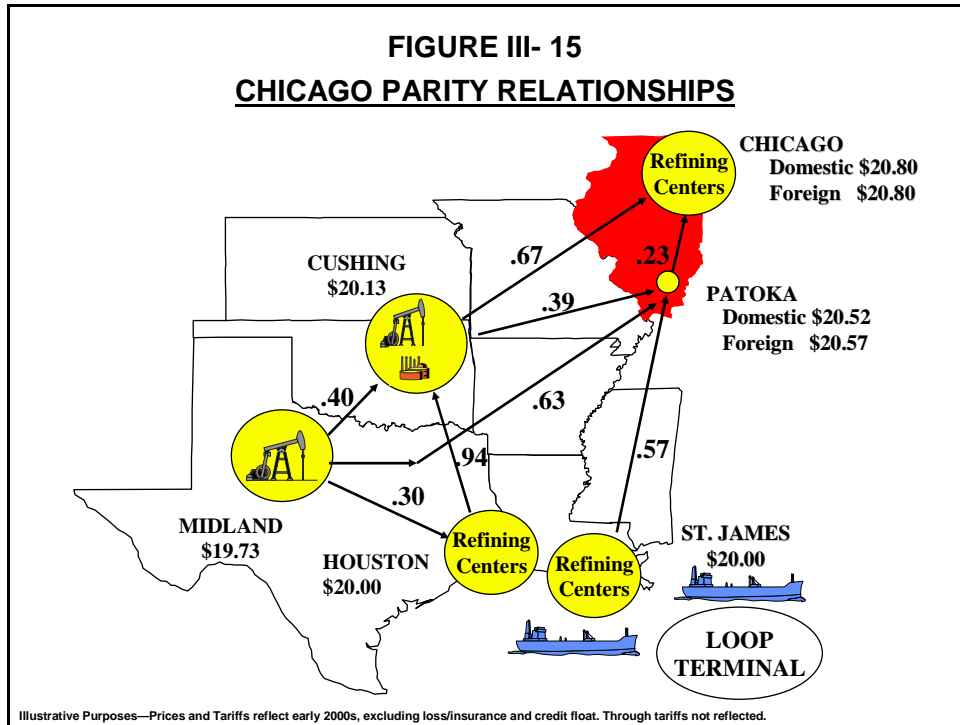 FIGURE III- 15
CHICAGO PARITY RELATIONSHIPS
CHICAGO
Domestic $20.80
Foreign $20.80
Refining
Centers
.67
.23
CUSHING
$20.13
.39
PATOKA
Domestic $20.52
Foreign $20.57
.40
.63
.94
.57
.30
MIDLAND
$19.73
HOUSTON
$20.00
Refining
Centers
Refining
Centers
ST. JAMES
$20.00
LOOP
TERMINAL
Illustrative Purposes—Prices and Tariffs reflect early 2000s, excluding loss/insurance and credit float. Through tariffs not reflected.